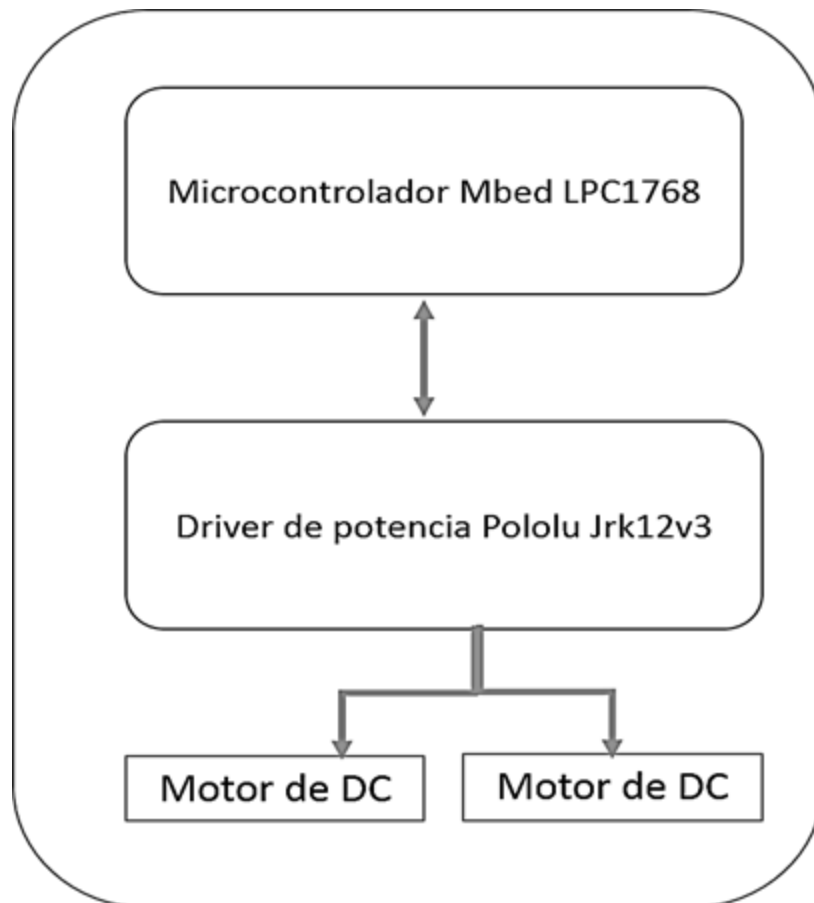 Microcontrolador Mbed LPC1768
Driver de potencia Pololu Jrk12v3
Motor de DC
Motor de DC